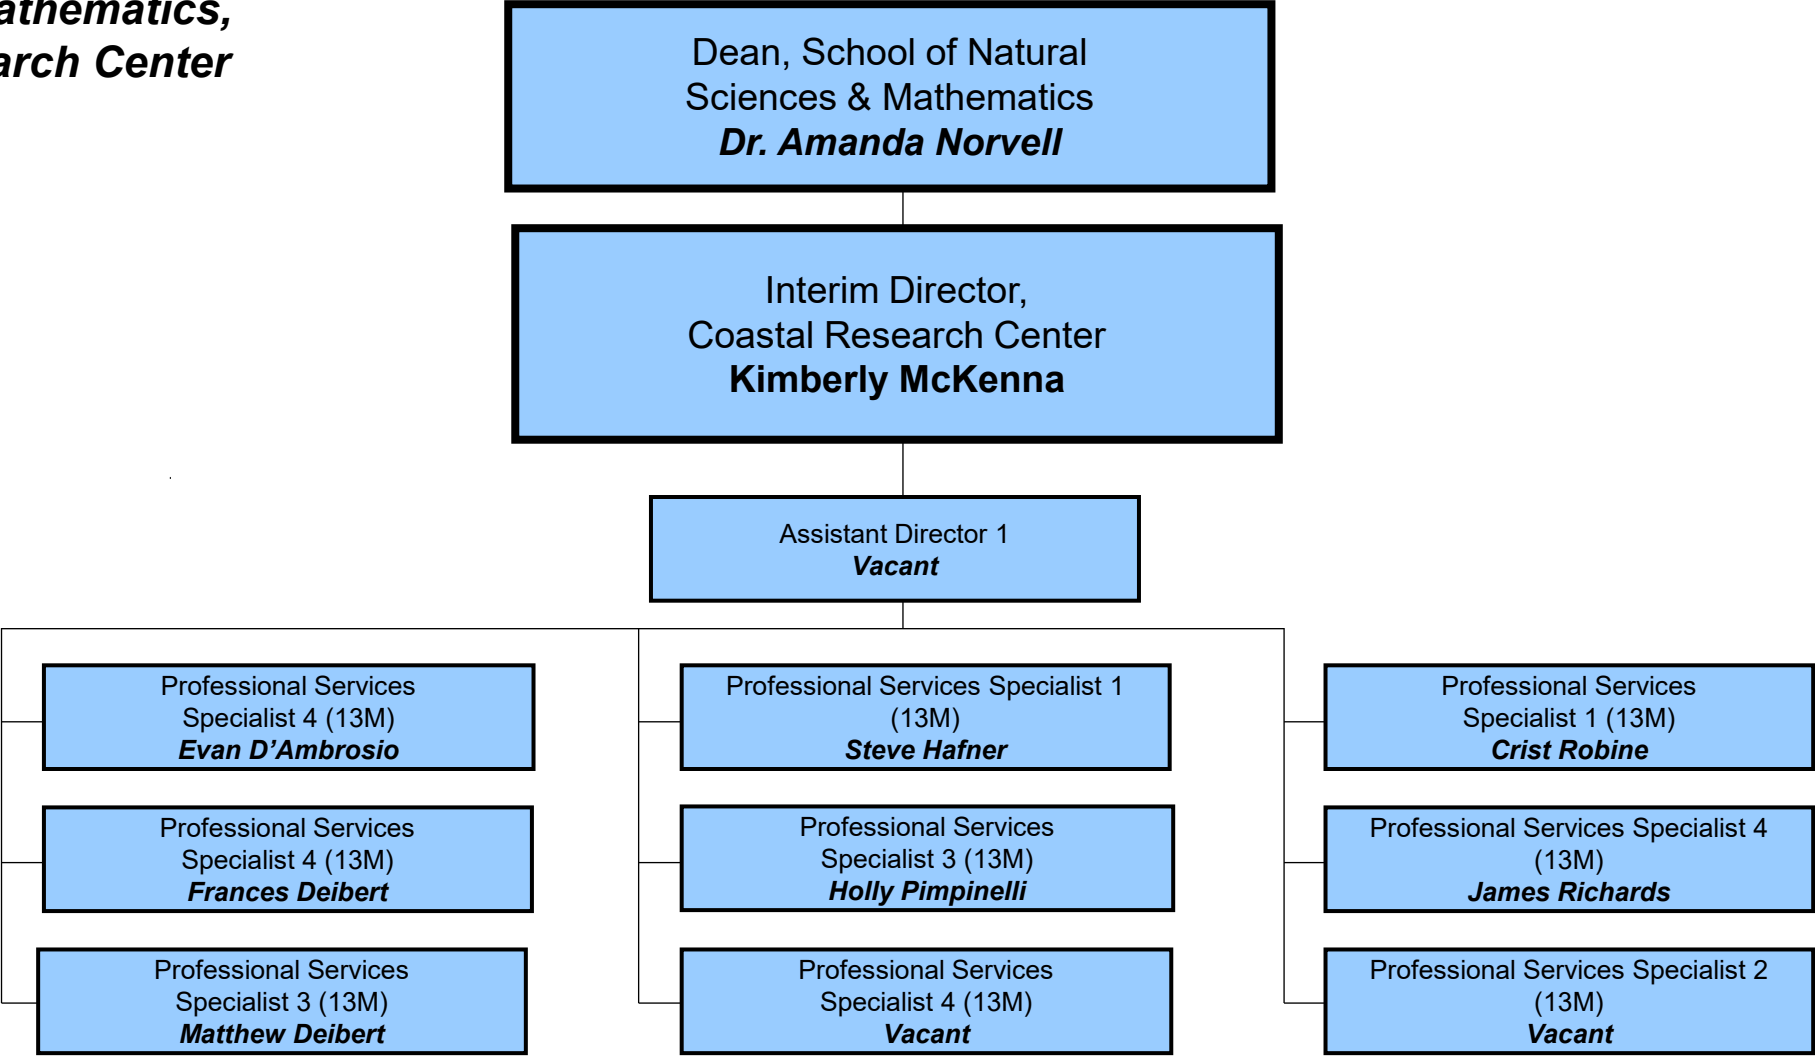 athematics,
arch Center
Dean, School of Natural
Sciences & Mathematics
Dr. Amanda Norvell
Interim Director,
Coastal Research Center
Kimberly McKenna
Assistant Director 1
Vacant
Professional Services
Specialist 4 (13M)
Evan D’Ambrosio
Professional Services Specialist 1
(13M)
Steve Hafner
Professional Services
Specialist 1 (13M)
Crist Robine
Professional Services
Specialist 4 (13M)
Frances Deibert
Professional Services
Specialist 3 (13M)
Holly Pimpinelli
Professional Services Specialist 4
(13M)
James Richards
Professional Services
Specialist 3 (13M)
Matthew Deibert
Professional Services
Specialist 4 (13M)
Vacant
Professional Services Specialist 2
(13M)
Vacant